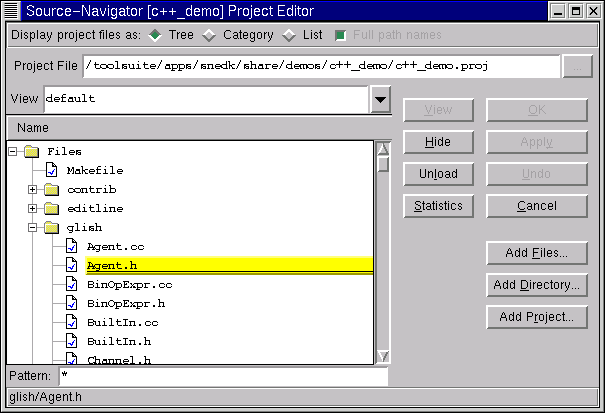 Source-Navigator [c++_demo] Project Editor
Display project files as: Tree Category List Full path names
Project File /toolsuite/apps/snedk/share/demos/c++_demo/c++_demo.proj ...
View default
View OK
Name
Hide Apply
Files
Makefile
Unload Undo
contrib
editline
Statistics Cancel
glish
Agent.cc
Add Files...
Agent.h
BinOpExpr.cc
Add Directory...
BinOpExpr.h
BuiltIn.cc
Add Project...
BuiltIn.h
Channel.h
Pattern: *
glish/Agent.h